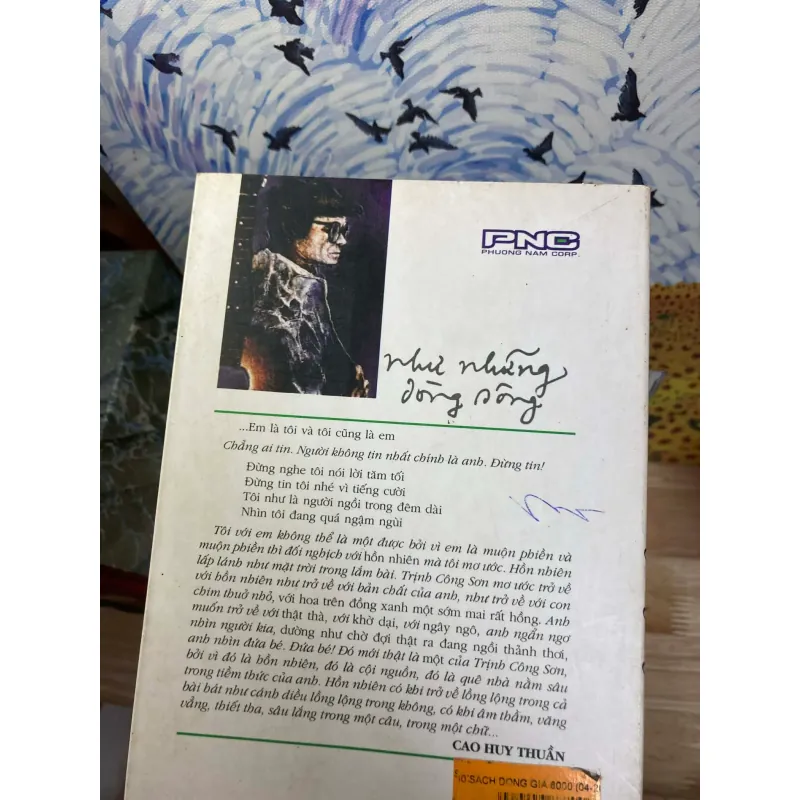 PNC
PHUONG NAM CORP.
như những
dòng sông
...Em là tôi và tôi cũng là em
Chẳng ai tin. Người không tin nhất chính là anh. Đừng tin!
Đừng nghe tôi nói lời tăm tối
Đừng tin tôi nhé vì tiếng cười
Tôi như là người ngồi trong đêm dài
Nhìn tôi đang quá ngậm ngùi
Tôi với em không thể là một được bởi vì em là muộn phiền và
muộn phiền thì đối nghịch với hồn nhiên mà tôi mơ ước. Hồn nhiên
lấp lánh như mặt trời trong lắm bài. Trịnh Công Sơn mơ ước trở về
với hồn nhiên như trở về với bản chất của anh, như trở về với con
chim thuở nhỏ, với hoa trên đồng xanh một sớm mai rất hồng. Anh
muốn trở về với thật thà, với khờ dại, với ngây ngô, anh ngẩn ngơ
nhìn người kia, dường như chờ đợi thật ra đang ngồi thảnh thơi,
anh nhìn đứa bé. Đứa bé! Đó mới thật là một của Trịnh Công Sơn,
bởi vì đó là hồn nhiên, đó là cội nguồn, đó là quê nhà nằm sâu
trong tiềm thức của anh. Hồn nhiên có khi trở về lồng lộng trong cả
bài hát như cánh diều lồng lộng trong không, có khi âm thầm, văng
vẳng, thiết tha, sâu lắng trong một câu, trong một chữ...
CAO HUY THUẦN
SACH DONG GIA 8000 (04-2